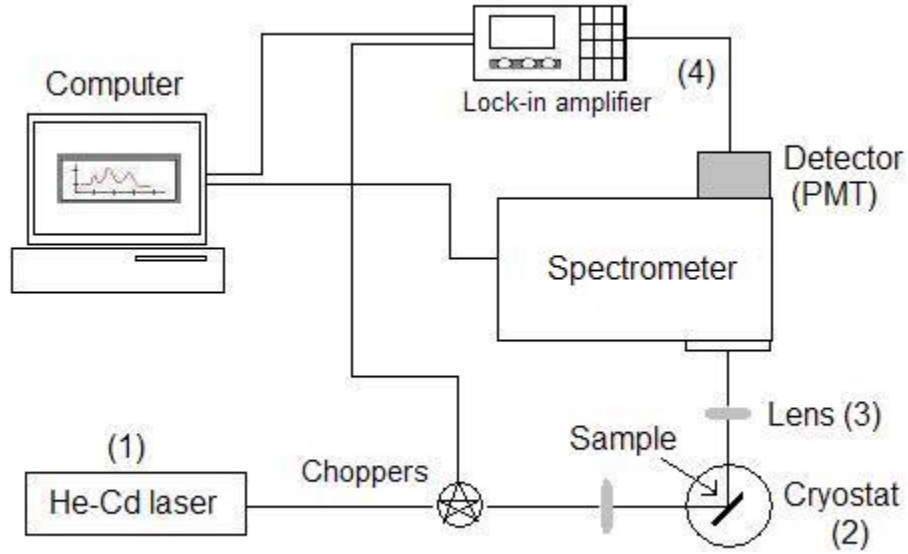 Computer
Lock-in amplifier
(4)
Detector
(PMT)
Spectrometer
Lens (3)
Sample
(1)
Choppers
He-Cd laser
Cryostat
(2)